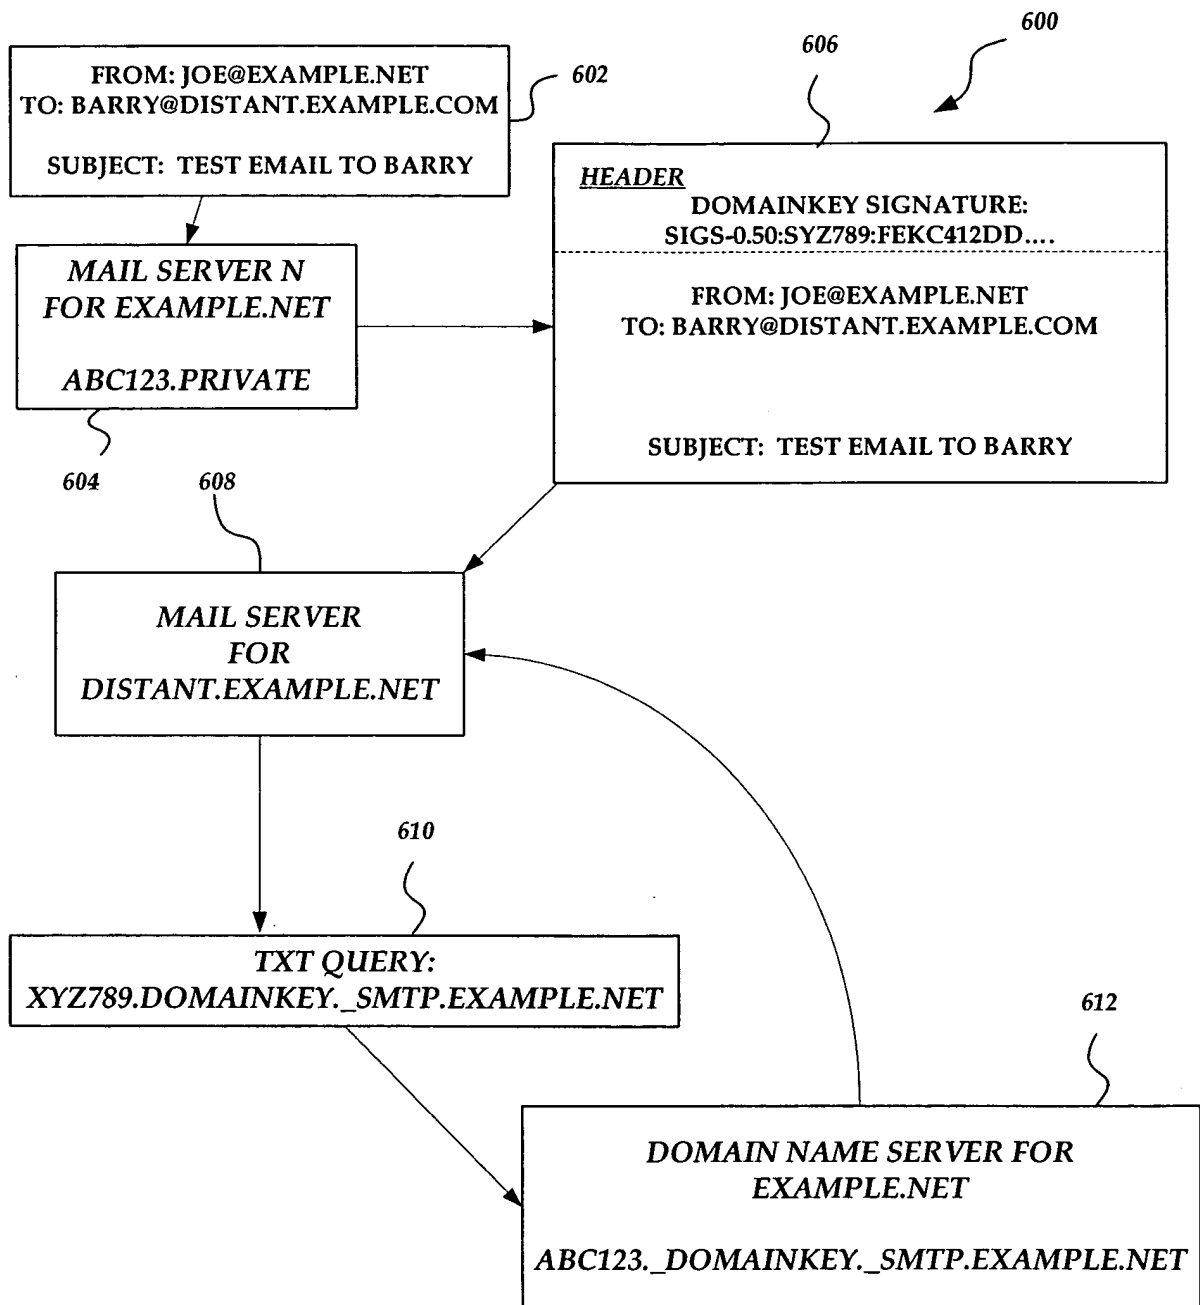 600
606
FROM: JOE@EXAMPLE.NET
TO: BARRY@DISTANT.EXAMPLE.COM
SUBJECT: TEST EMAIL TO BARRY
602
HEADER
DOMAINKEY SIGNATURE:
SIGS-0.50:SYZ789:FEKC412DD....
FROM: JOE@EXAMPLE.NET
TO: BARRY@DISTANT.EXAMPLE.COM
SUBJECT: TEST EMAIL TO BARRY
MAIL SERVER N
FOR EXAMPLE.NET
ABC123.PRIVATE
604
608
MAIL SERVER
FOR
DISTANT.EXAMPLE.NET
610
TXT QUERY:
XYZ789.DOMAINKEY._SMTP.EXAMPLE.NET
612
DOMAIN NAME SERVER FOR
EXAMPLE.NET
ABC123._DOMAINKEY._SMTP.EXAMPLE.NET